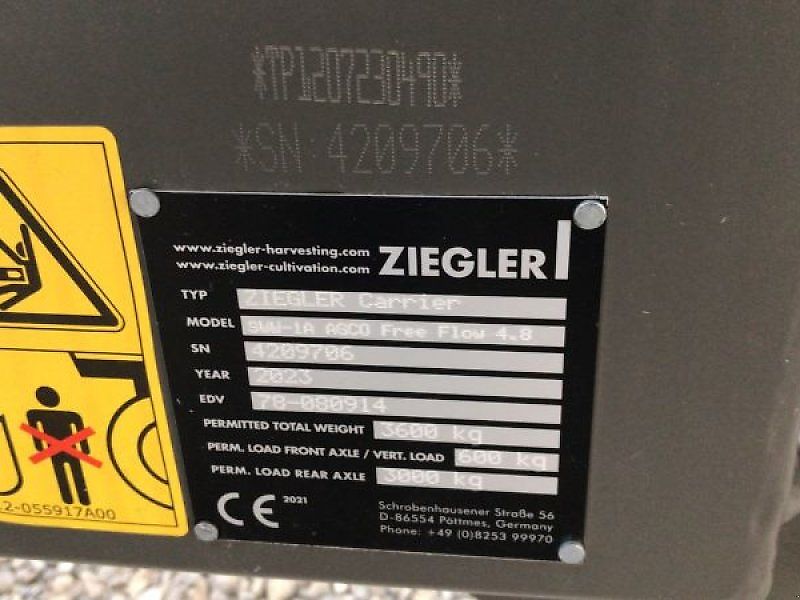 *TP1207230490*
*SN:4209706*
www.ziegler-harvesting.com
www.ziegler-cultivation.com
ZIEGLER
TYP ZIEGLER Carrier
MODEL SWW-1A AGCO Free Flow 4.8
SN 4209706
YEAR 2023
EDV 78-080914
PERMITTED TOTAL WEIGHT 3600 kg
PERM. LOAD FRONT AXLE / VERT. LOAD 600 kg
PERM. LOAD REAR AXLE 3000 kg
CE 2021
Schrobenhausener Straße 56
D-86554 Pöttmes, Germany
Phone: +49 (0)8253 99970
2-055917A00